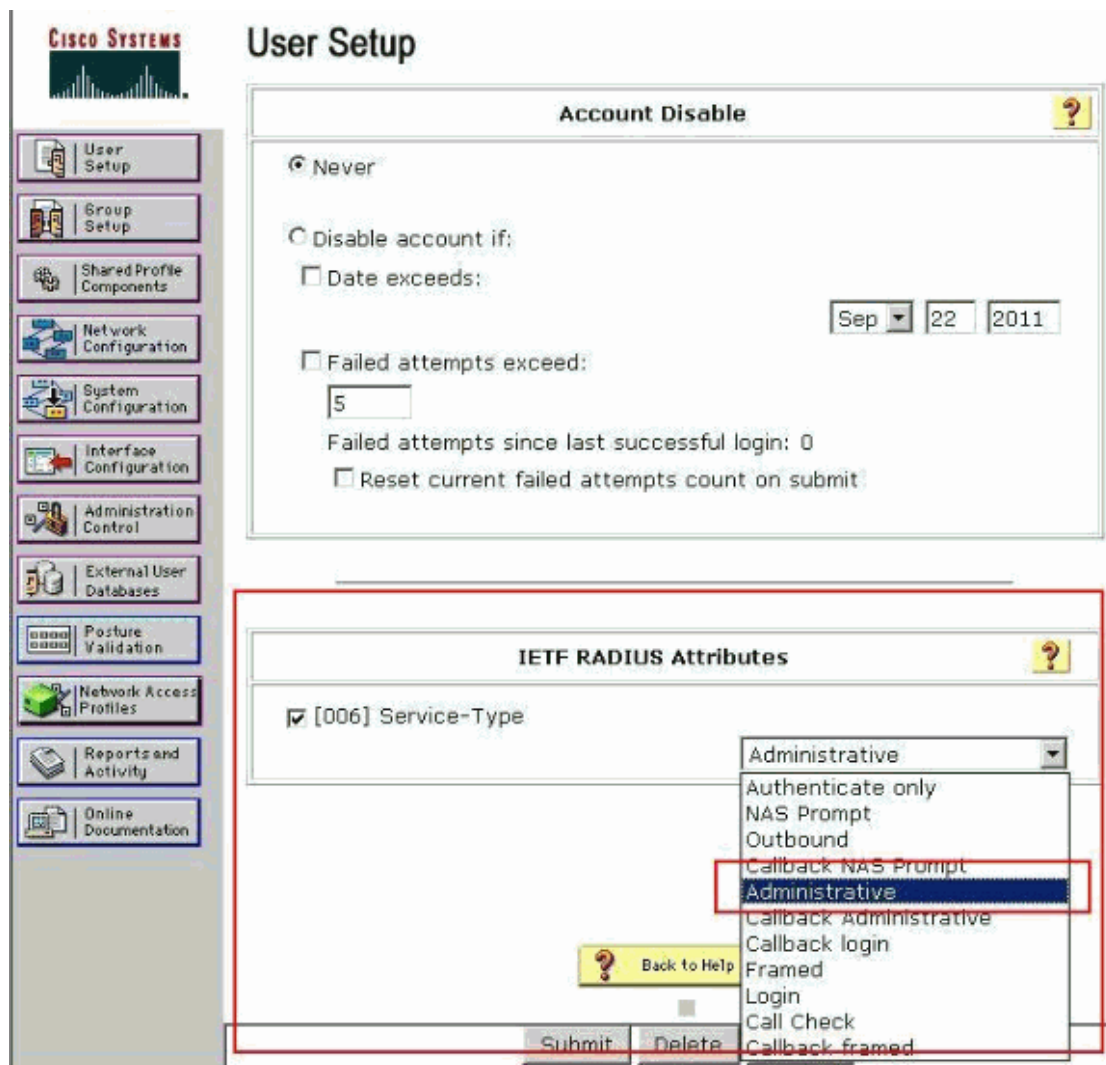 CISCO SYSTEMS
User Setup
Account Disable
?
Never
Disable account if:
Date exceeds:
Sep 22 2011
Failed attempts exceed:
5
Failed attempts since last successful login: 0
Reset current failed attempts count on submit
User
Setup
Group
Setup
Shared Profile
Components
Network
Configuration
System
Configuration
Interface
Configuration
Administration
Control
External User
Databases
Posture
Validation
Network Access
Profiles
Reports and
Activity
Online
Documentation
IETF RADIUS Attributes
?
[006] Service-Type
Administrative
Authenticate only
NAS Prompt
Outbound
Callback NAS Prompt
Administrative
Callback Administrative
Callback login
Framed
Login
Call Check
Callback framed
? Back to Help
Submit Delete